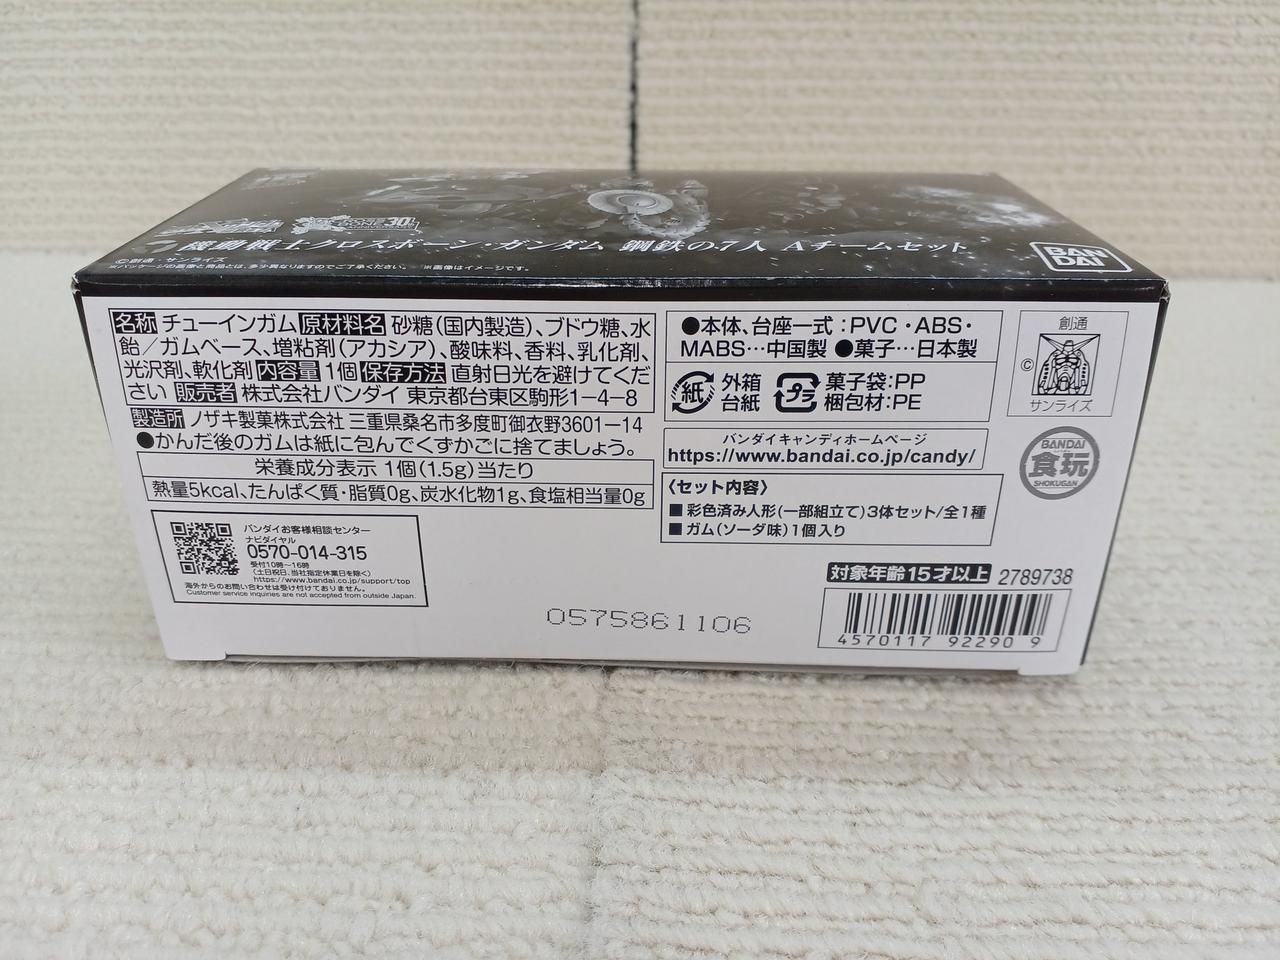 30th
機動戦士クロスボーン・ガンダム 鋼鉄の7人 Aチームセット
©創通・サンライズ
※パッケージの画像と商品とは、多少異なりますのでご了承ください。 ※画像はイメージです。
BAN
DAI
名称 チューインガム 原材料名 砂糖(国内製造)、ブドウ糖、水
飴/ガムベース、増粘剤(アカシア)、酸味料、香料、乳化剤、
光沢剤、軟化剤 内容量 1個 保存方法 直射日光を避けてくだ
さい 販売者 株式会社バンダイ 東京都台東区駒形1-4-8
製造所 ノザキ製菓株式会社 三重県桑名市多度町御衣野3601-14
●かんだ後のガムは紙に包んでくずかごに捨てましょう。
栄養成分表示 1個(1.5g)当たり
熱量5kcal、たんぱく質・脂質0g、炭水化物1g、食塩相当量0g
バンダイお客様相談センター
ナビダイヤル
0570-014-315
受付10時〜16時
(土日祝日、当社指定休業日を除く)
https://www.bandai.co.jp/support/top
海外からのお問い合わせは受け付けておりません。
Customer service inquiries are not accepted from outside Japan.
●本体、台座一式:PVC・ABS・
MABS…中国製 ●菓子…日本製
紙 外箱
台紙
プラ 菓子袋:PP
梱包材:PE
バンダイキャンディホームページ
https://www.bandai.co.jp/candy/
〈セット内容〉
■彩色済み人形(一部組立て)3体セット/全1種
■ガム(ソーダ味)1個入り
創通
©
サンライズ
BANDAI
食玩
SHOKUGAN
対象年齢15才以上 2789738
4570117 922909
0575861106